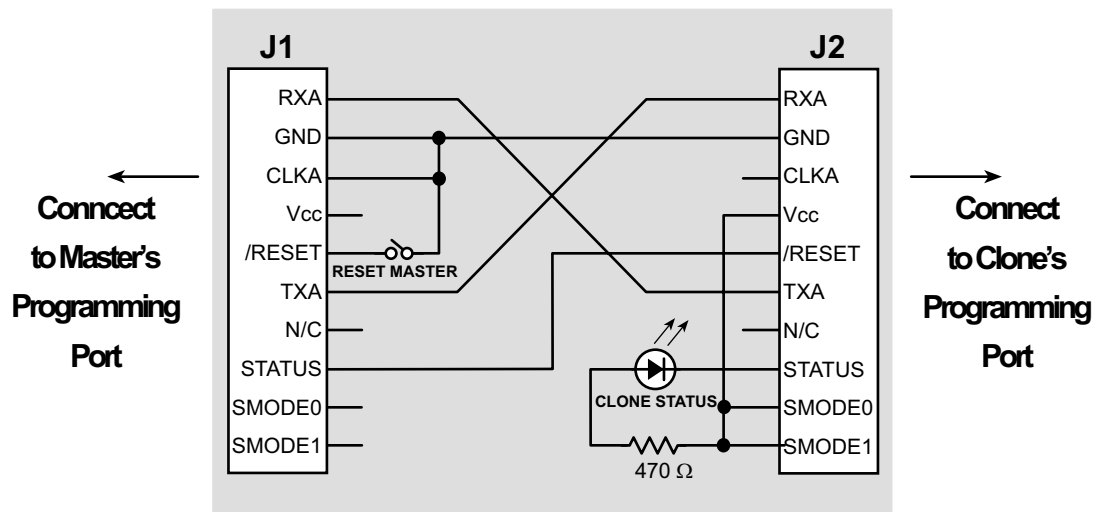 J1
J2
RXA
GND
CLKA
Vcc
/RESET
TXA
N/C
STATUS
SMODE0
SMODE1
RESET MASTER
CLONE STATUS
470 Ω
RXA
GND
CLKA
Vcc
/RESET
TXA
N/C
STATUS
SMODE0
SMODE1
Conncect
to Master's
Programming
Port
Connect
to Clone's
Programming
Port